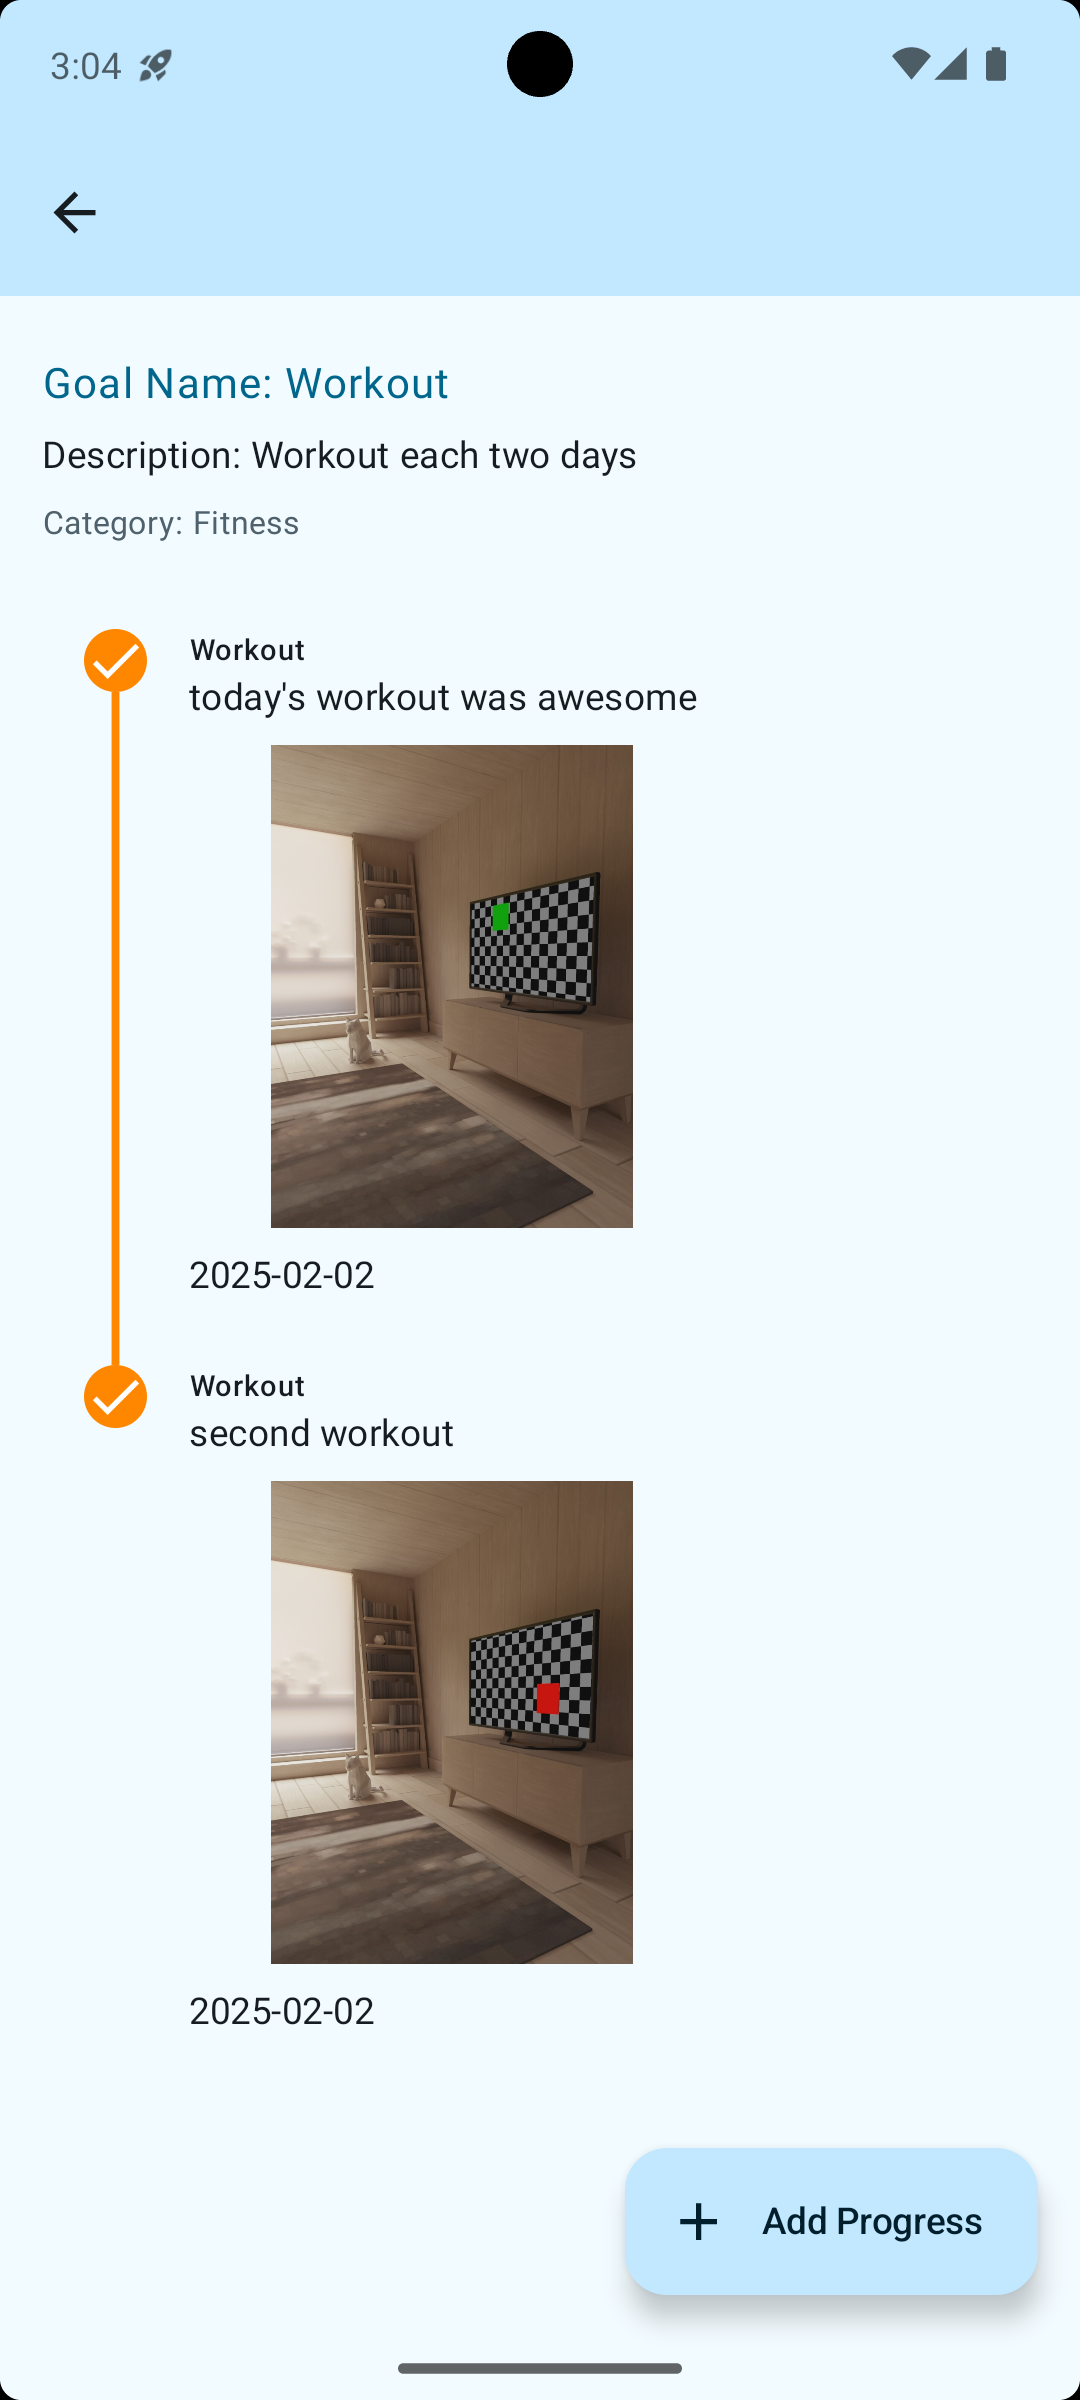 3:04
Goal Name: Workout
Description: Workout each two days
Category: Fitness
Workout
today's workout was awesome
2025-02-02
Workout
second workout
2025-02-02
Add Progress